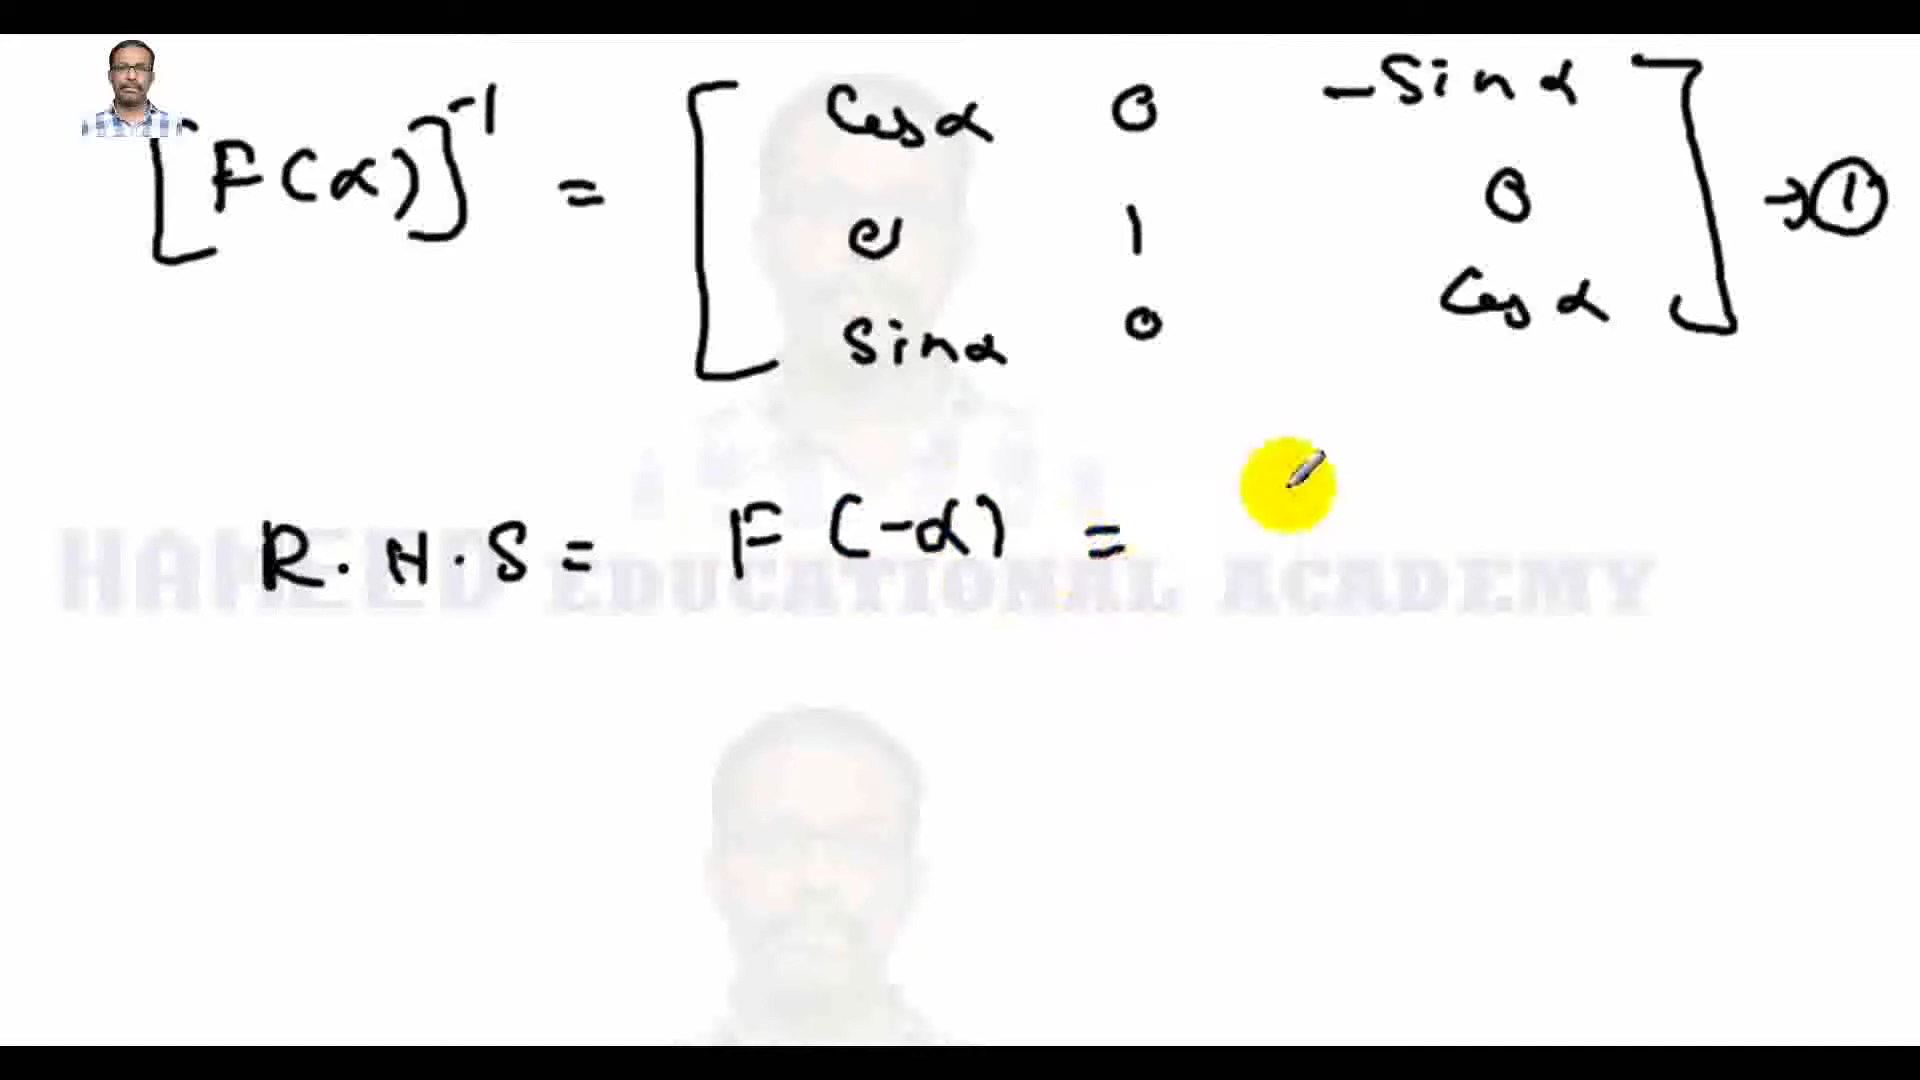 [F(α)]⁻¹ = [ Cosα 0 -Sinα
0 1 0
Sinα 0 Cosα ] → ①
R.H.S = F(-α) =
HAMEED EDUCATIONAL ACADEMY